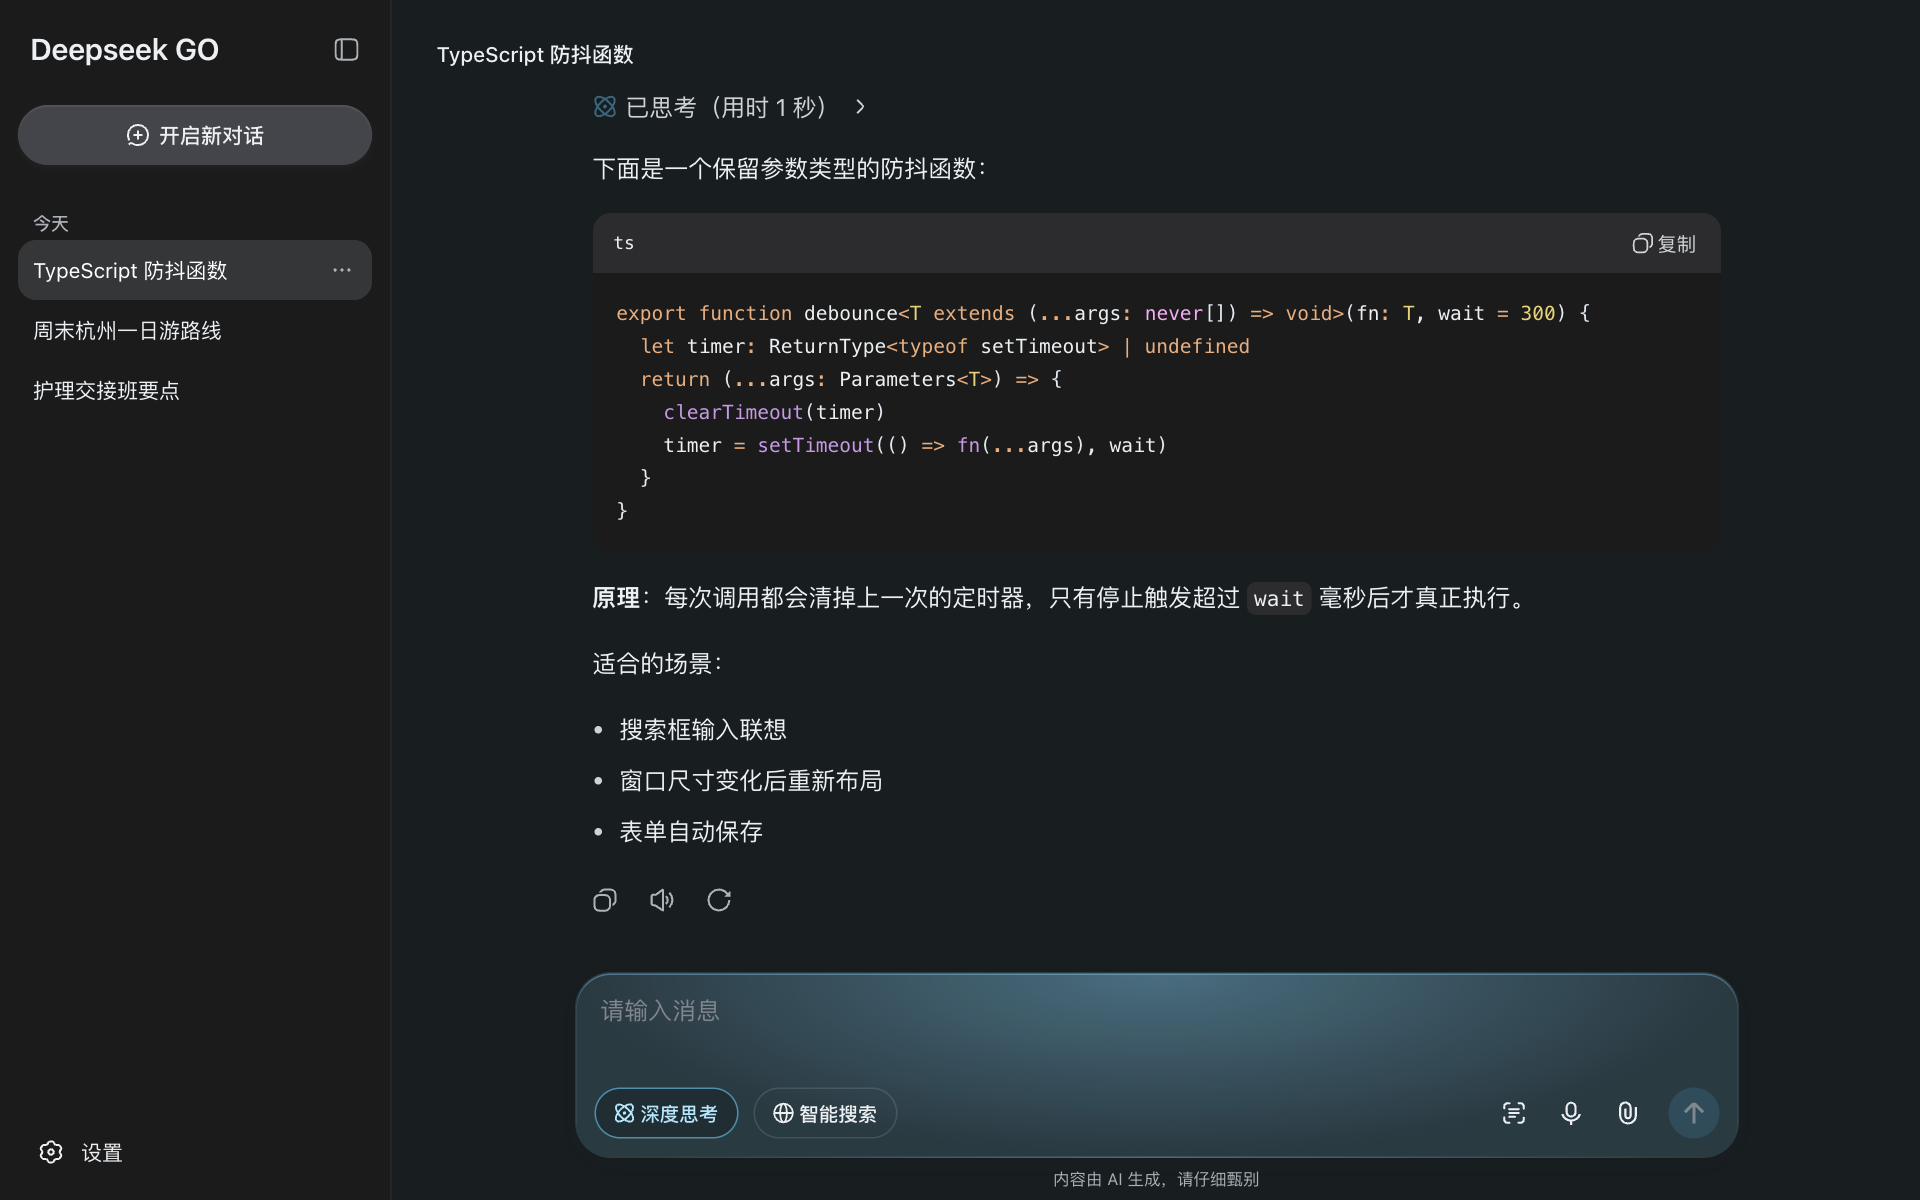 Deepseek GO
开启新对话
今天
TypeScript 防抖函数
周末杭州一日游路线
护理交接班要点
设置
TypeScript 防抖函数
已思考（用时 1 秒）
下面是一个保留参数类型的防抖函数：
ts
复制
export function debounce<T extends (...args: never[]) => void>(fn: T, wait = 300) {
  let timer: ReturnType<typeof setTimeout> | undefined
  return (...args: Parameters<T>) => {
    clearTimeout(timer)
    timer = setTimeout(() => fn(...args), wait)
  }
}
原理：每次调用都会清掉上一次的定时器，只有停止触发超过 wait 毫秒后才真正执行。
适合的场景：
• 搜索框输入联想
• 窗口尺寸变化后重新布局
• 表单自动保存
请输入消息
深度思考
智能搜索
内容由 AI 生成，请仔细甄别